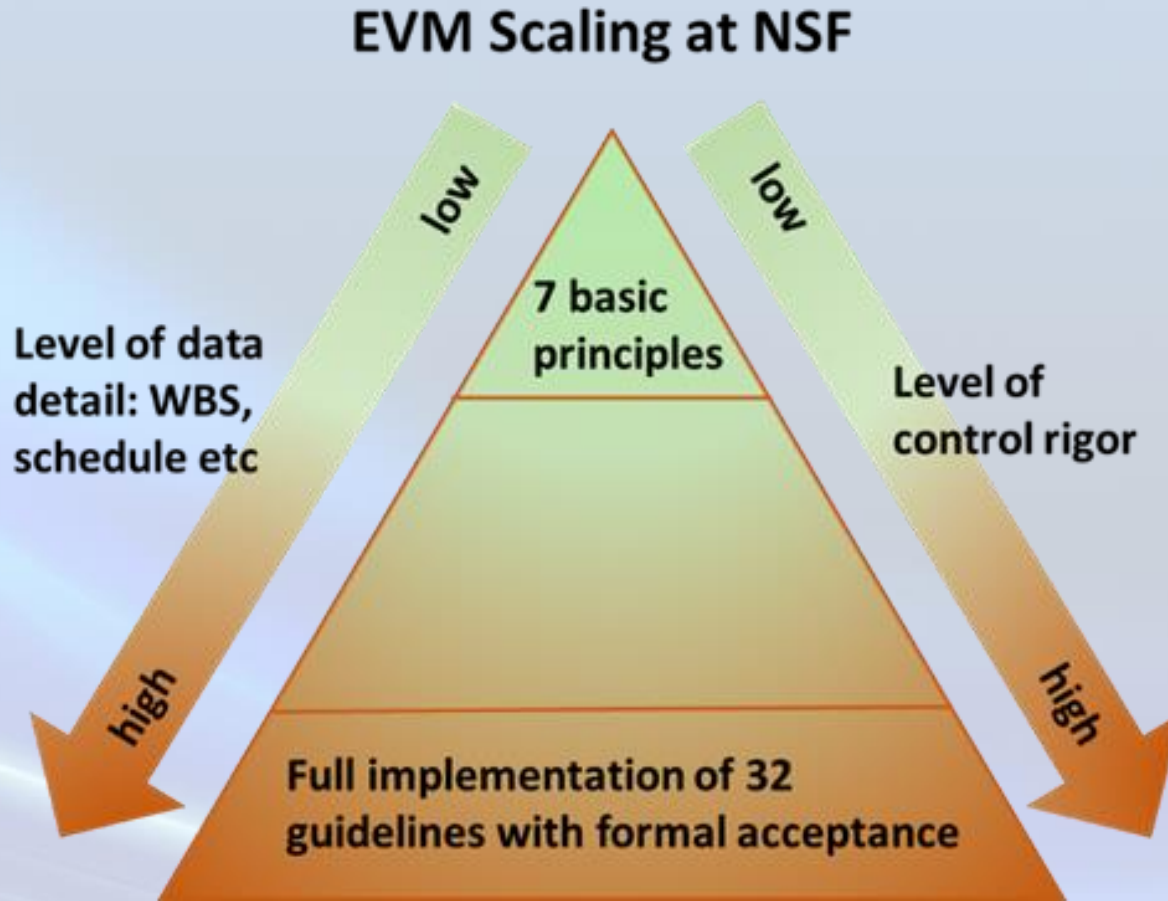 EVM Scaling at NSF
low
low
7 basic
principles
Level of data
detail: WBS,
schedule etc
Level of
control rigor
high
high
Full implementation of 32
guidelines with formal acceptance